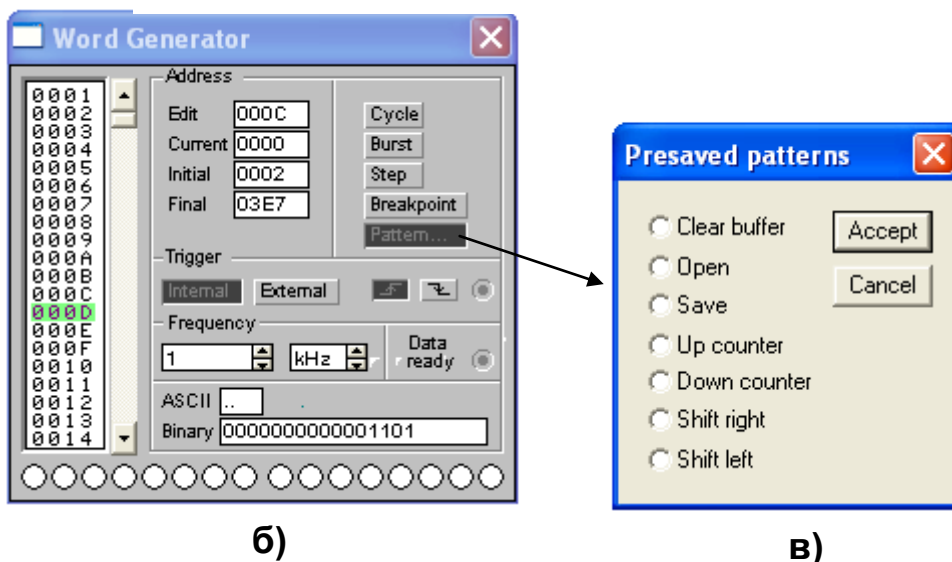 Word Generator
0001
0002
0003
0004
0005
0006
0007
0008
0009
000A
000B
000C
000D
000E
000F
0010
0011
0012
0013
0014
Address
Edit 000C
Current 0000
Initial 0002
Final 03E7
Cycle
Burst
Step
Breakpoint
Pattern...
Trigger
Internal External
Frequency
1 kHz
Data
ready
ASCII ..
Binary 0000000000001101
Presaved patterns
Clear buffer
Open
Save
Up counter
Down counter
Shift right
Shift left
Accept
Cancel
б)
в)